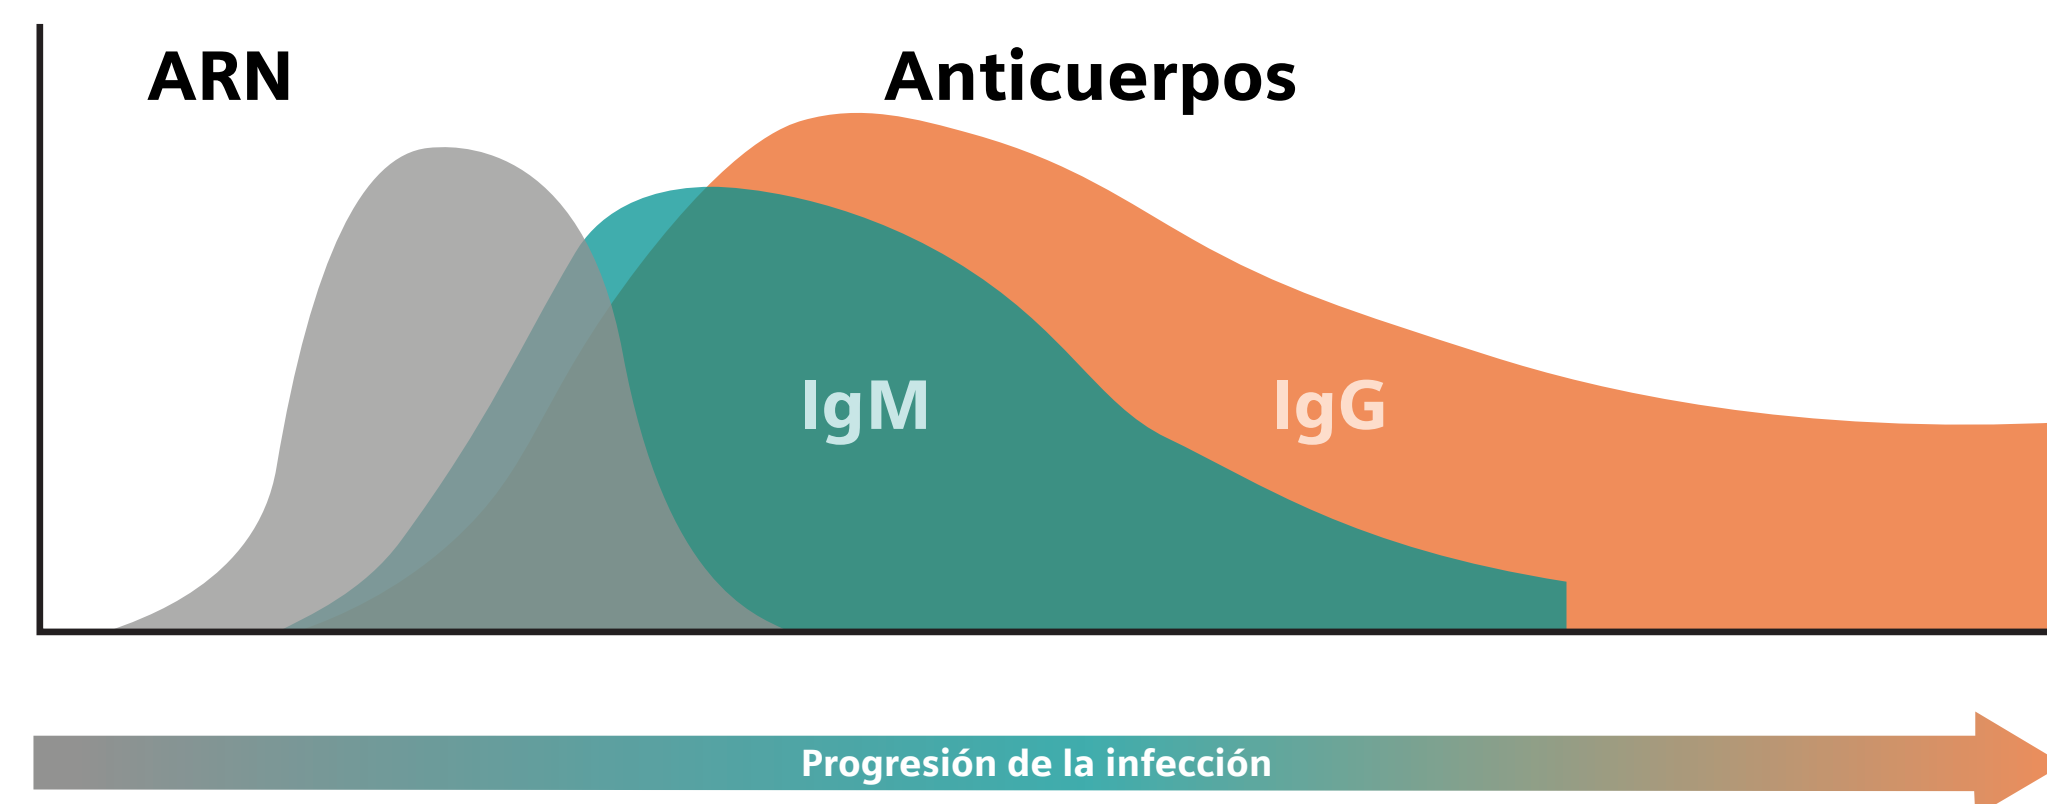 ARN
Anticuerpos
IgM
IgG
Progresión de la infección